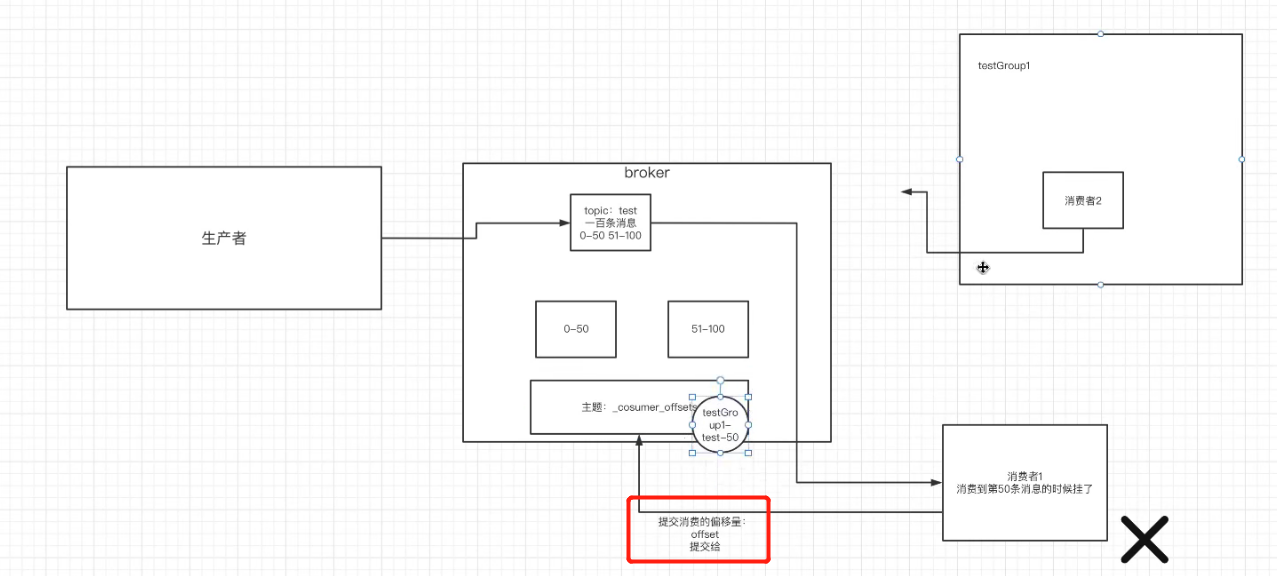 testGroup1
broker
topic：test
一百条消息
0-50 51-100
生产者
消费者2
0-50
51-100
主题：_cosumer_offsets
testGro
up1-
test-50
消费者1
消费到第50条消息的时候挂了
提交消费的偏移量：
offset
提交给